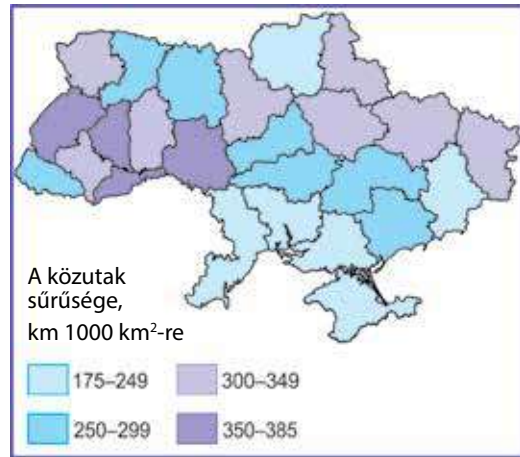 A közutak
sűrűsége,
km 1000 km²-re
175–249
300–349
250–299
350–385